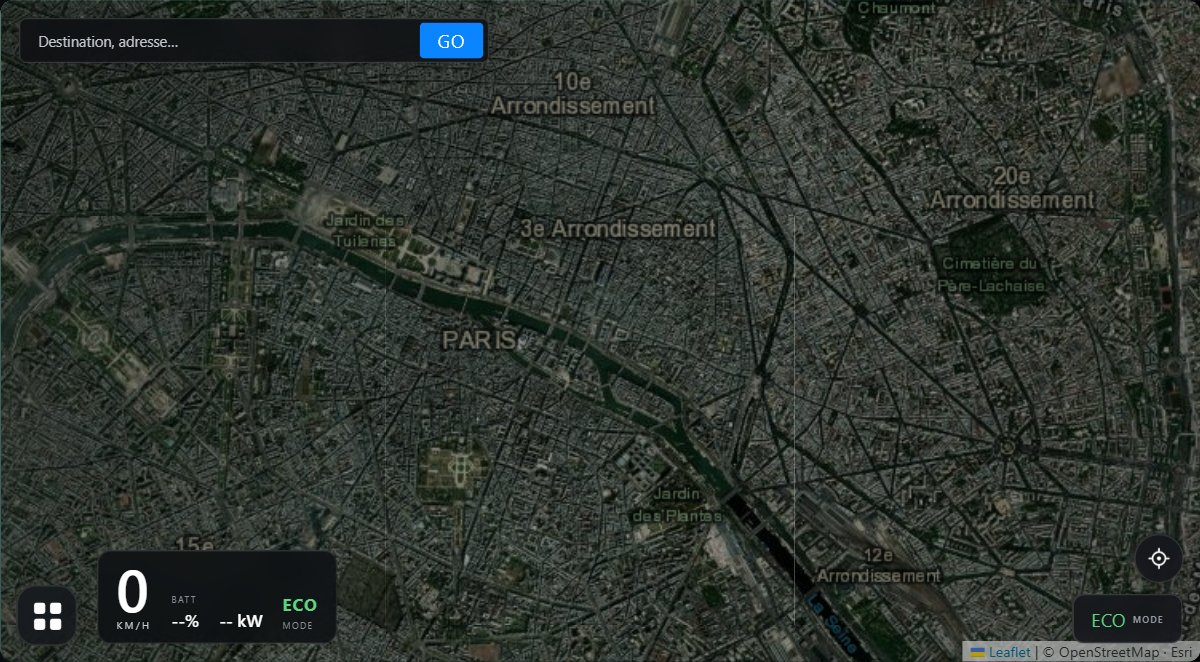 Destination, adresse...
GO
Chaumont
10e
Arrondissement
20e
Arrondissement
3e Arrondissement
Jardin des
Tuileries
Cimetière du
Père-Lachaise
PARIS
Jardin
des Plantes
15e
12e
Arrondissement
La Seine
0
KM/H
BATT
--%
-- kW
ECO
MODE
ECO MODE
Leaflet | © OpenStreetMap · Esri